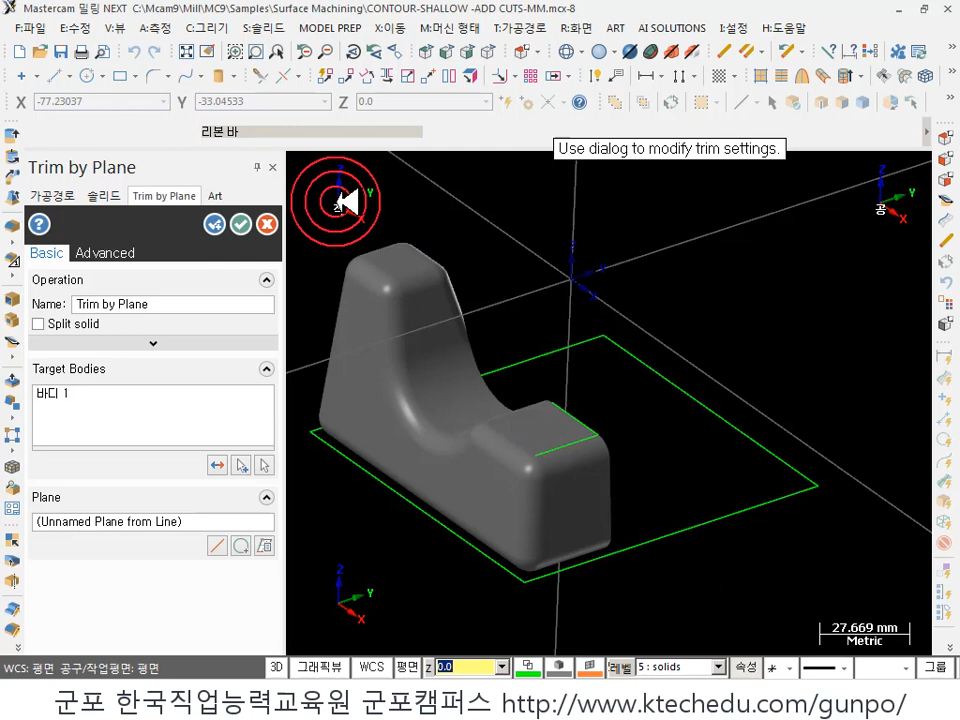 Mastercam 밀링 NEXT C:\Mcam9\Mill\MC9\Samples\Surface Machining\CONTOUR-SHALLOW -ADD CUTS-MM.mcx-8
F:파일 E:수정 V:뷰 A:측정 C:그리기 S:솔리드 MODEL PREP X:이동 M:머신 형태 T:가공경로 R:화면 ART AI SOLUTIONS I:설정 H:도움말
X -77.23037 Y -33.04533 Z 0.0
리본 바
Use dialog to modify trim settings.
Trim by Plane
가공경로 솔리드 Trim by Plane Art
Basic Advanced
Operation
Name: Trim by Plane
Split solid
Target Bodies
바디 1
Plane
(Unnamed Plane from Line)
Z
Y
X
Z
Y
공 X
Z
Y
X
27.669 mm
Metric
WCS: 평면 공구/작업평면: 평면 3D 그래픽뷰 WCS 평면 Z 0.0 레벨 5 : solids 속성 그룹
군포 한국직업능력교육원 군포캠퍼스 http://www.ktechedu.com/gunpo/